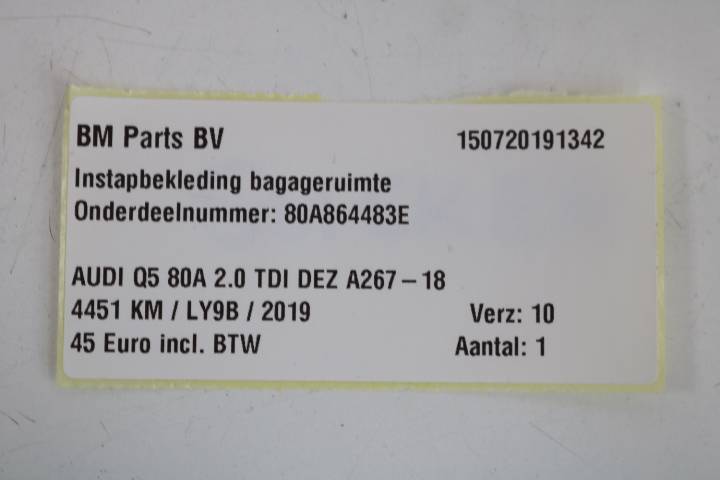 BM Parts BV 150720191342
Instapbekleding bagageruimte
Onderdeelnummer: 80A864483E
AUDI Q5 80A 2.0 TDI DEZ A267-18
4451 KM / LY9B / 2019 Verz: 10
45 Euro incl. BTW Aantal: 1